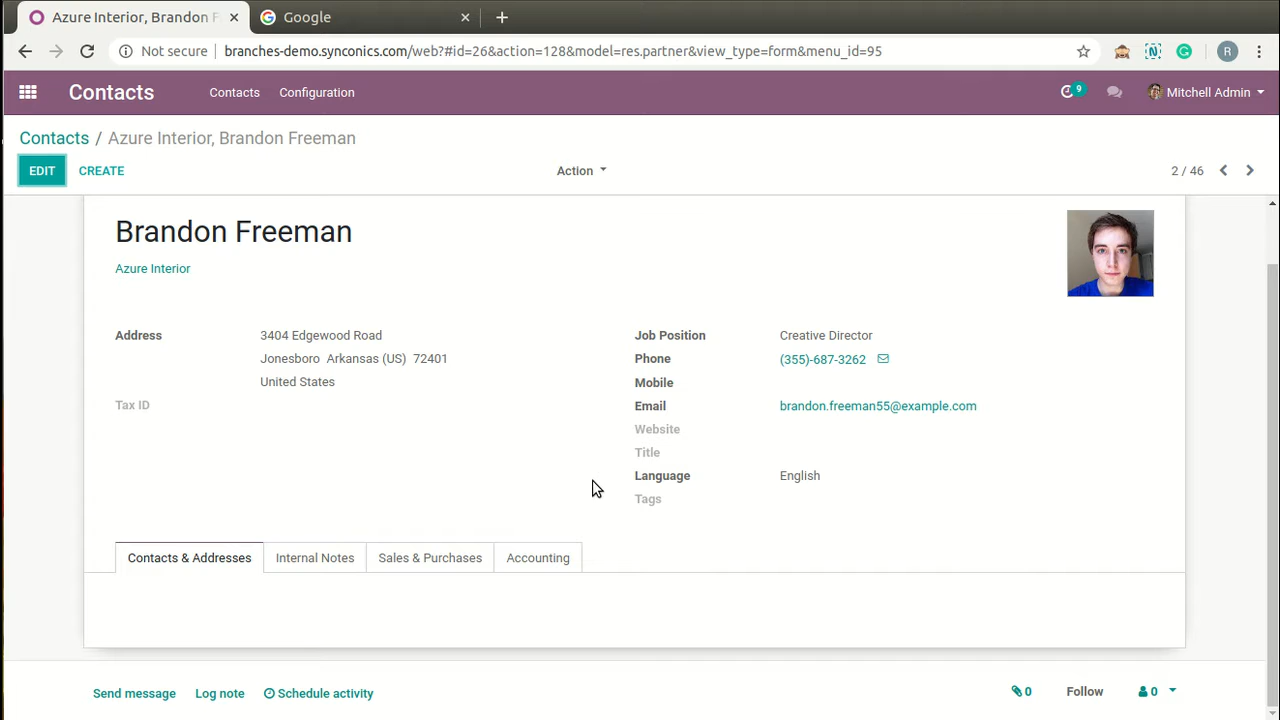 Azure Interior, Brandon F
Google
Not secure
branches-demo.synconics.com/web?#id=26&action=128&model=res.partner&view_type=form&menu_id=95
R
Contacts
Contacts
Configuration
9
Mitchell Admin
Contacts / Azure Interior, Brandon Freeman
EDIT
CREATE
Action
2 / 46
Brandon Freeman
Azure Interior
Address
3404 Edgewood Road
Jonesboro Arkansas (US) 72401
United States
Tax ID
Job Position Creative Director
Phone (355)-687-3262
Mobile
Email brandon.freeman55@example.com
Website
Title
Language English
Tags
Contacts & Addresses
Internal Notes
Sales & Purchases
Accounting
Send message
Log note
Schedule activity
0
Follow
0